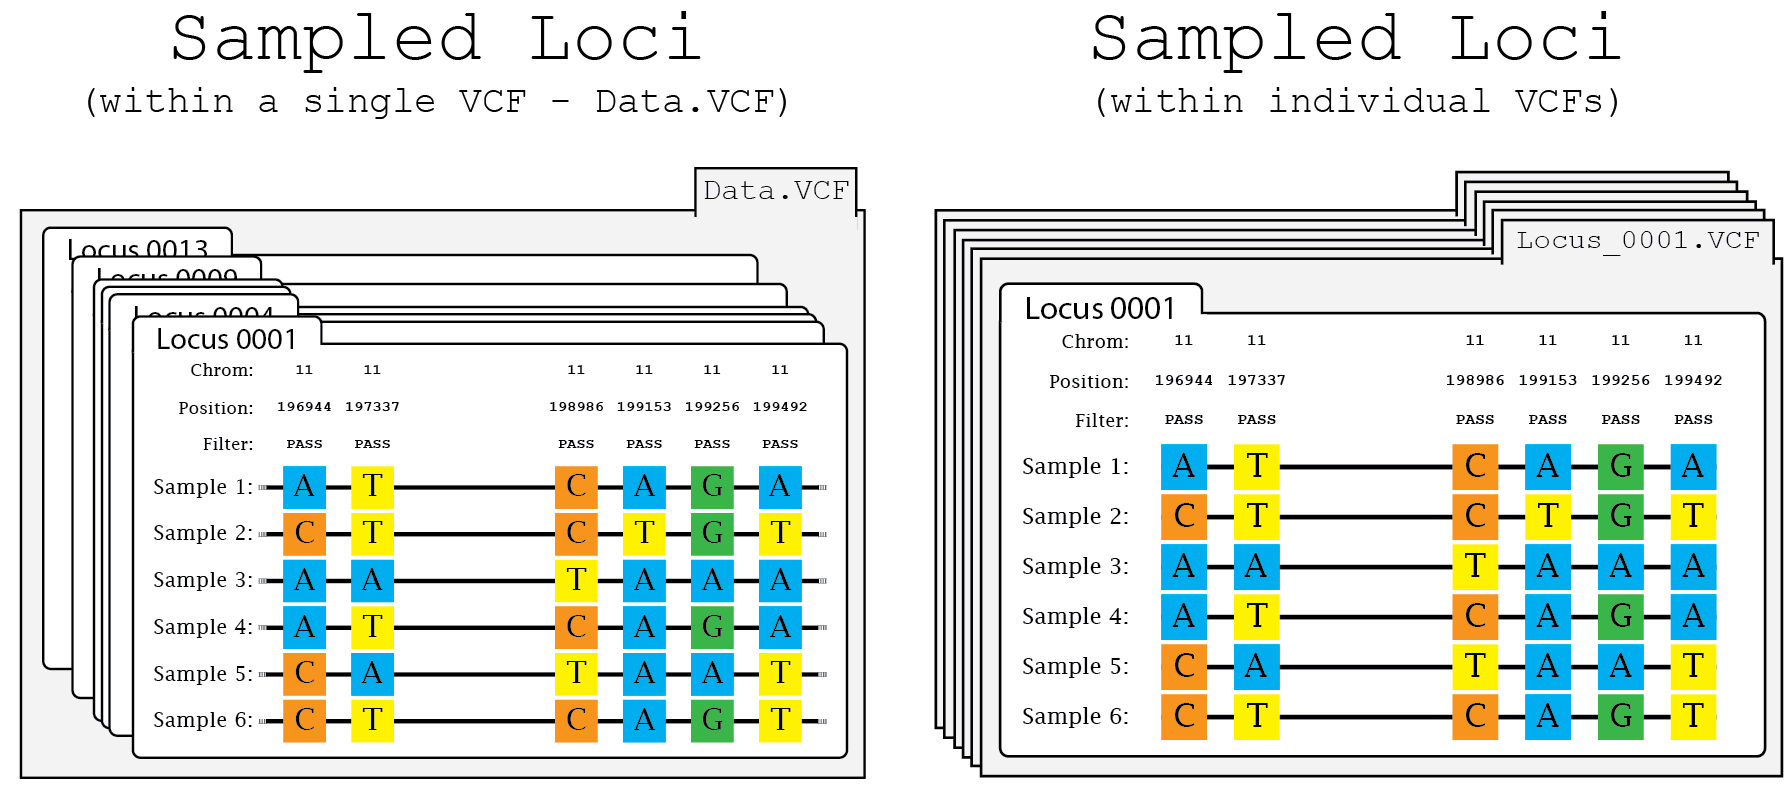 Sampled Loci
(within a single VCF - Data.VCF)
Data.VCF
Locus 0013
Locus 0009
Locus 0004
Locus 0001
Chrom: 11 11 11 11 11 11
Position: 196944 197337 198986 199153 199256 199492
Filter: PASS PASS PASS PASS PASS PASS
Sample 1: A T C A G A
Sample 2: C T C T G T
Sample 3: A A T A A A
Sample 4: A T C A G A
Sample 5: C A T A A T
Sample 6: C T C A G T
Sampled Loci
(within individual VCFs)
Locus_0001.VCF
Locus 0001
Chrom: 11 11 11 11 11 11
Position: 196944 197337 198986 199153 199256 199492
Filter: PASS PASS PASS PASS PASS PASS
Sample 1: A T C A G A
Sample 2: C T C T G T
Sample 3: A A T A A A
Sample 4: A T C A G A
Sample 5: C A T A A T
Sample 6: C T C A G T